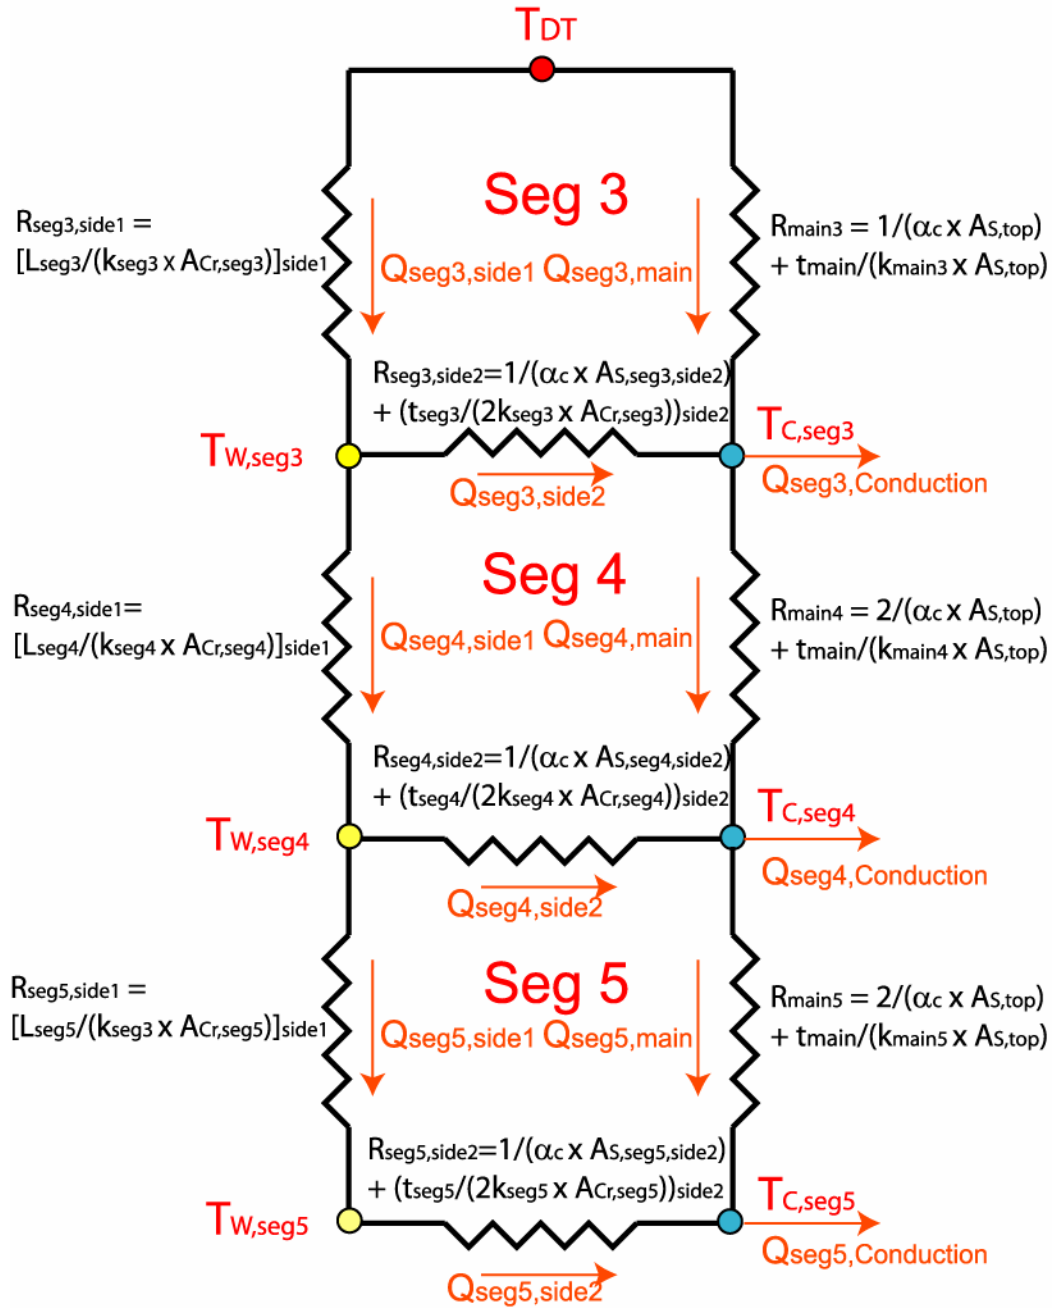 TDT
Seg 3
Rseg3,side1 =
[Lseg3/(kseg3 x ACr,seg3)]side1
Qseg3,side1 Qseg3,main
Rmain3 = 1/(αc x AS,top)
+ tmain/(kmain3 x AS,top)
Rseg3,side2=1/(αc x AS,seg3,side2)
+ (tseg3/(2kseg3 x ACr,seg3))side2
TW,seg3
TC,seg3
Qseg3,side2
Qseg3,Conduction
Seg 4
Rseg4,side1=
[Lseg4/(kseg4 x ACr,seg4)]side1
Qseg4,side1 Qseg4,main
Rmain4 = 2/(αc x AS,top)
+ tmain/(kmain4 x AS,top)
Rseg4,side2=1/(αc x AS,seg4,side2)
+ (tseg4/(2kseg4 x ACr,seg4))side2
TW,seg4
TC,seg4
Qseg4,side2
Qseg4,Conduction
Seg 5
Rseg5,side1 =
[Lseg5/(kseg3 x ACr,seg5)]side1
Qseg5,side1 Qseg5,main
Rmain5 = 2/(αc x AS,top)
+ tmain/(kmain5 x AS,top)
Rseg5,side2=1/(αc x AS,seg5,side2)
+ (tseg5/(2kseg5 x ACr,seg5))side2
TW,seg5
TC,seg5
Qseg5,side2
Qseg5,Conduction